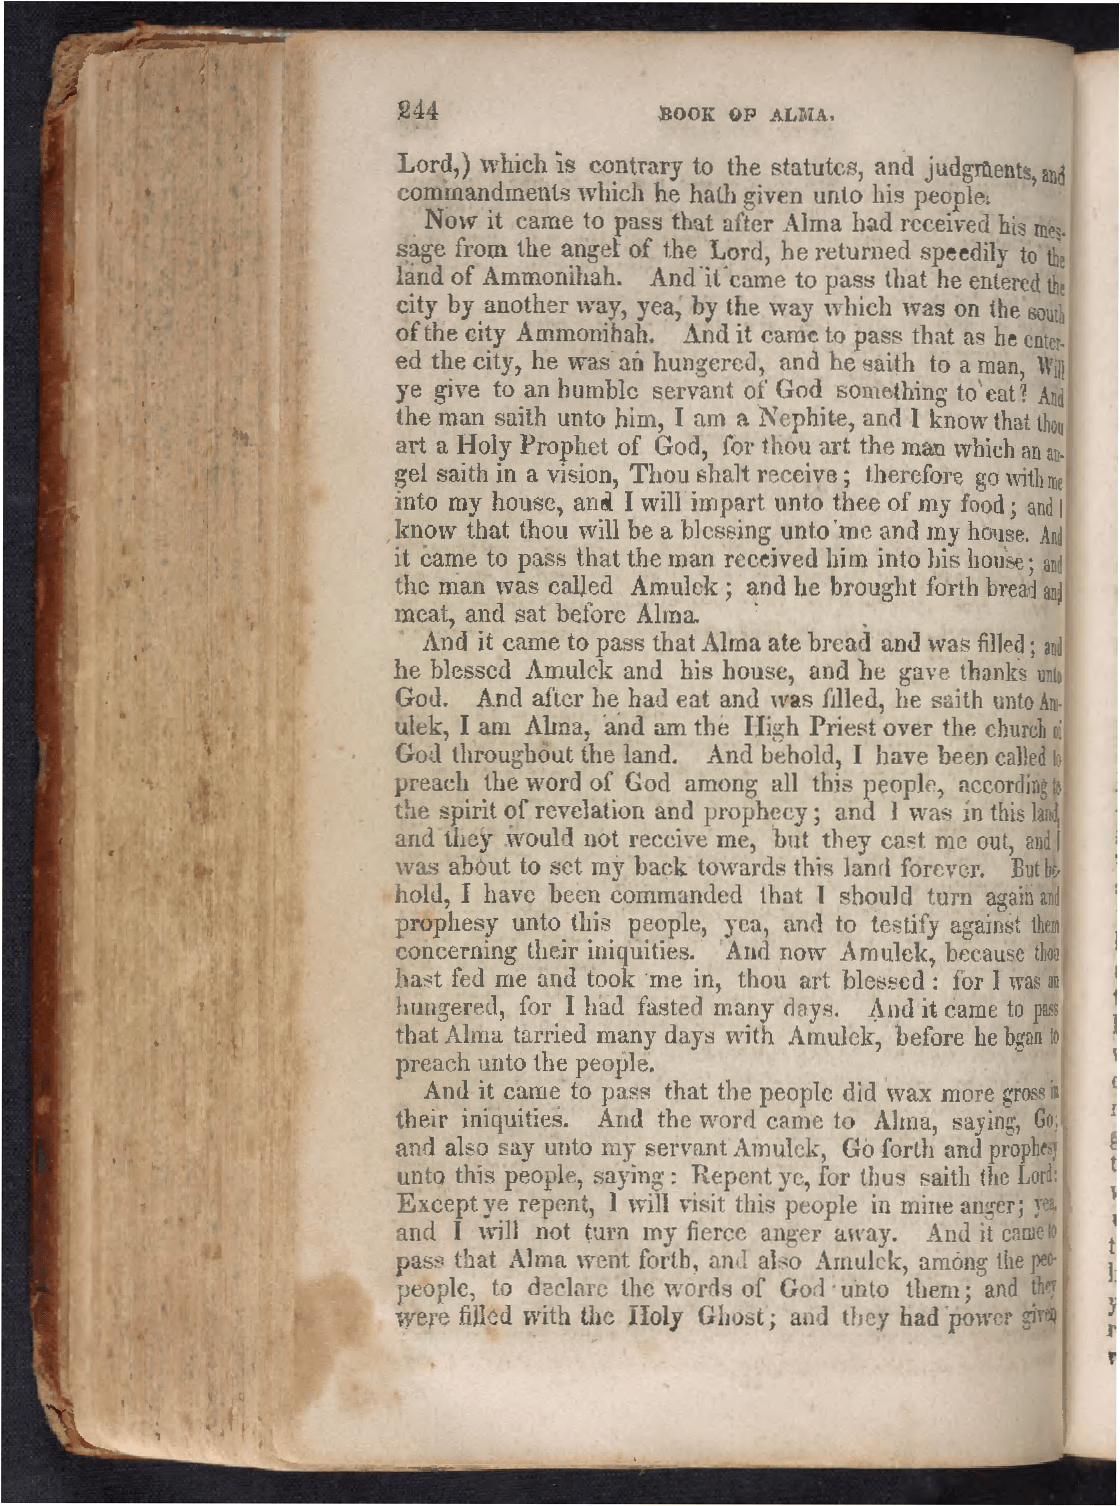 244 BOOK OF ALMA.
Lord,) which is contrary to the statutes, and judgments, and
commandments which he hath given unto his people.
Now it came to pass that after Alma had received his mes-
sage from the angel of the Lord, he returned speedily to the
land of Ammonihah. And it came to pass that he entered the
city by another way, yea, by the way which was on the south
of the city Ammonihah. And it came to pass that as he enter-
ed the city, he was an hungered, and he saith to a man, Will
ye give to an humble servant of God something to eat? And
the man saith unto him, I am a Nephite, and I know that thou
art a Holy Prophet of God, for thou art the man which an an-
gel saith in a vision, Thou shalt receive; therefore go with me
into my house, and I will impart unto thee of my food; and I
know that thou will be a blessing unto me and my house. And
it came to pass that the man received him into his house; and
the man was called Amulek; and he brought forth bread and
meat, and sat before Alma.
And it came to pass that Alma ate bread and was filled; and
he blessed Amulek and his house, and he gave thanks unto
God. And after he had eat and was filled, he saith unto Am-
ulek, I am Alma, and am the High Priest over the church of
God throughout the land. And behold, I have been called to
preach the word of God among all this people, according to
the spirit of revelation and prophecy; and I was in this land,
and they would not receive me, but they cast me out, and I
was about to set my back towards this land forever. But be-
hold, I have been commanded that I should turn again and
prophesy unto this people, yea, and to testify against them
concerning their iniquities. And now Amulek, because thou
hast fed me and took me in, thou art blessed: for I was an
hungered, for I had fasted many days. And it came to pass
that Alma tarried many days with Amulek, before he bgan to
preach unto the people.
And it came to pass that the people did wax more gross in
their iniquities. And the word came to Alma, saying, Go;
and also say unto my servant Amulek, Go forth and prophesy
unto this people, saying: Repent ye, for thus saith the Lord:
Except ye repent, I will visit this people in mine anger; yea,
and I will not turn my fierce anger away. And it came to
pass that Alma went forth, and also Amulek, among the peo-
people, to declare the words of God unto them; and they
were filled with the Holy Ghost; and they had power given